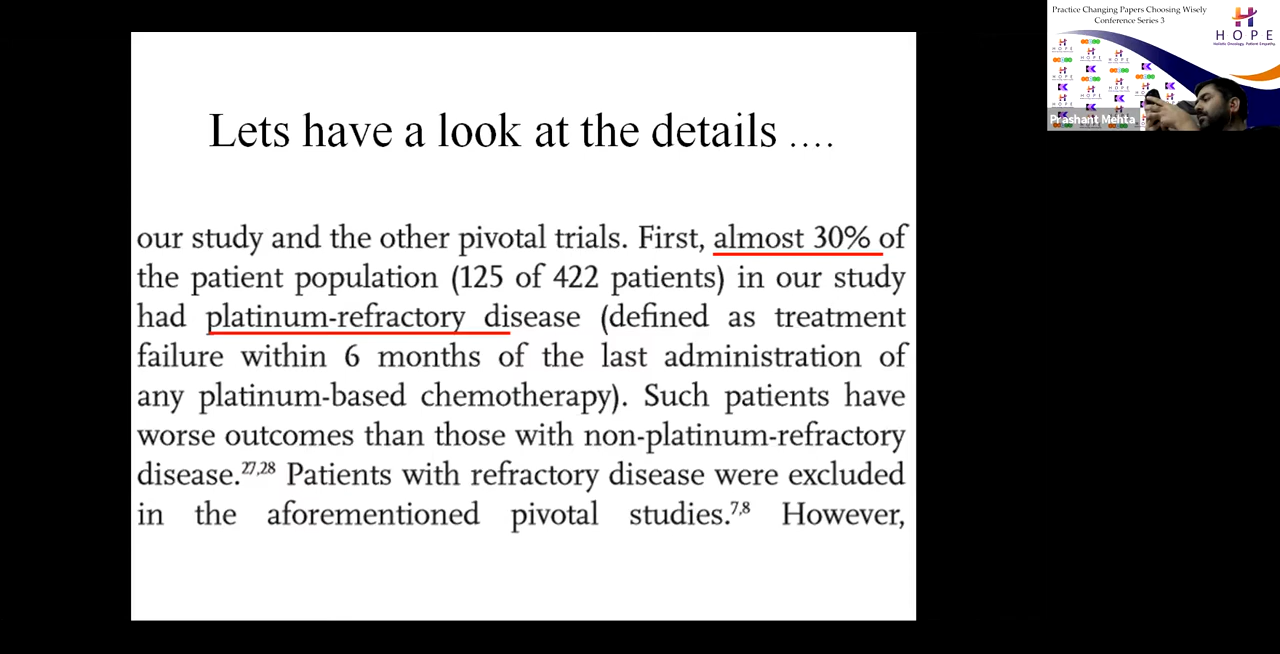 Lets have a look at the details ....
our study and the other pivotal trials. First, almost 30% of
the patient population (125 of 422 patients) in our study
had platinum-refractory disease (defined as treatment
failure within 6 months of the last administration of
any platinum-based chemotherapy). Such patients have
worse outcomes than those with non-platinum-refractory
disease.27,28 Patients with refractory disease were excluded
in the aforementioned pivotal studies.7,8 However,
Practice Changing Papers Choosing Wisely
Conference Series 3
HOPE
Holistic Oncology, Patient Empathy
Prashant Mehta